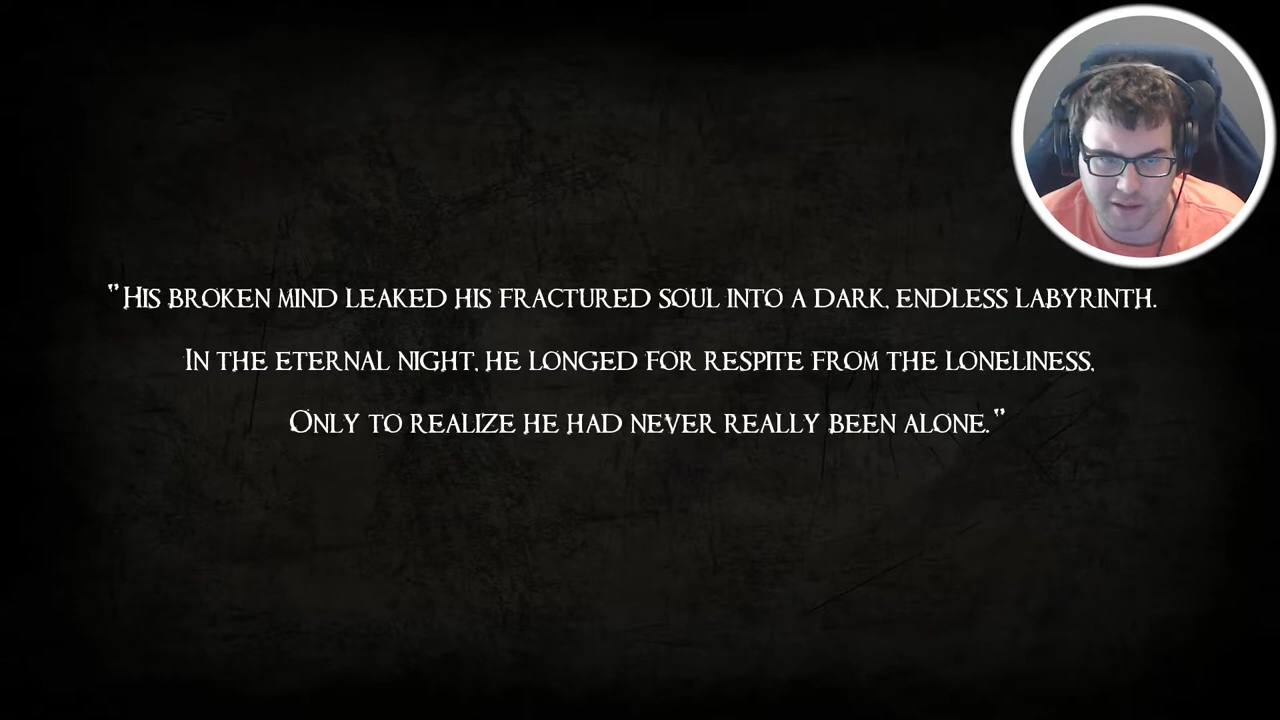 "His broken mind leaked his fractured soul into a dark, endless labyrinth.
In the eternal night, he longed for respite from the loneliness,
Only to realize he had never really been alone."